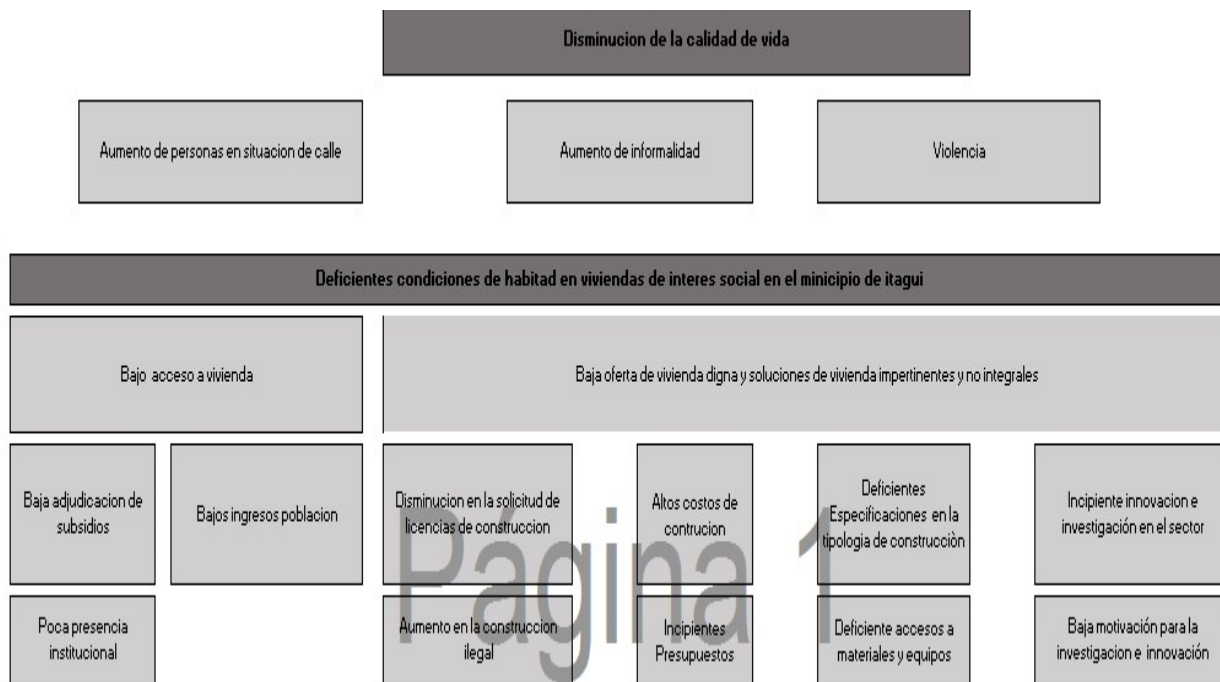 Disminucion de la calidad de vida
Aumento de personas en situacion de calle
Aumento de informalidad
Violencia
Deficientes condiciones de habitad en viviendas de interes social en el minicipio de itagui
Bajo acceso a vivienda
Baja oferta de vivienda digna y soluciones de vivienda impertinentes y no integrales
Baja adjudicacion de
subsidios
Bajos ingresos poblacion
Disminucion en la solicitud de
licencias de construccion
Altos costos de
contrucion
Deficientes
Especificaciones en la
tipologia de construcciòn
Incipiente innovacion e
investigación en el sector
Página 1
Poca presencia
institucional
Aumento en la construccion
ilegal
Incipientes
Presupuestos
Deficiente accesos a
materiales y equipos
Baja motivación para la
investigacion e innovación